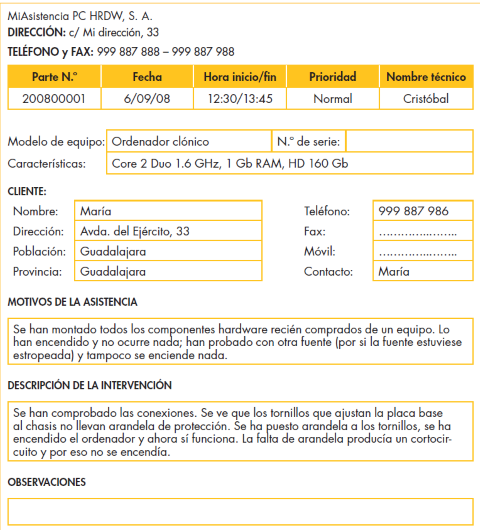 MiAsistencia PC HRDW, S. A.
DIRECCIÓN: c/ Mi dirección, 33
TELÉFONO y FAX: 999 887 888 – 999 887 988
Parte N.º Fecha Hora inicio/fin Prioridad Nombre técnico
200800001 6/09/08 12:30/13:45 Normal Cristóbal
Modelo de equipo: Ordenador clónico N.º de serie:
Características: Core 2 Duo 1.6 GHz, 1 Gb RAM, HD 160 Gb
CLIENTE:
Nombre: María Teléfono: 999 887 986
Dirección: Avda. del Ejército, 33 Fax: ......................
Población: Guadalajara Móvil: ......................
Provincia: Guadalajara Contacto: María
MOTIVOS DE LA ASISTENCIA
Se han montado todos los componentes hardware recién comprados de un equipo. Lo
han encendido y no ocurre nada; han probado con otra fuente (por si la fuente estuviese
estropeada) y tampoco se enciende nada.
DESCRIPCIÓN DE LA INTERVENCIÓN
Se han comprobado las conexiones. Se ve que los tornillos que ajustan la placa base
al chasis no llevan arandela de protección. Se ha puesto arandela a los tornillos, se ha
encendido el ordenador y ahora sí funciona. La falta de arandela producía un cortocir-
cuito y por eso no se encendía.
OBSERVACIONES